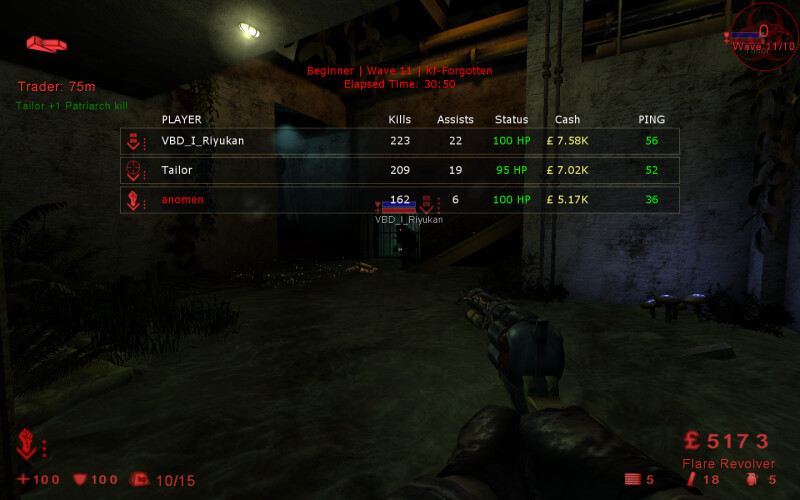 0
Wave 11/10
Beginner | Wave 11 | KF-Forgotten
Elapsed Time: 30:50
Trader: 75m
Tailor +1 Patriarch kill
PLAYER Kills Assists Status Cash PING
VBD_I_Riyukan 223 22 100 HP £ 7.58K 56
Tailor 209 19 95 HP £ 7.02K 52
anomen 162 6 100 HP £ 5.17K 36
VBD_I_Riyukan
£ 5173
Flare Revolver
100 100 10/15 5 18 5